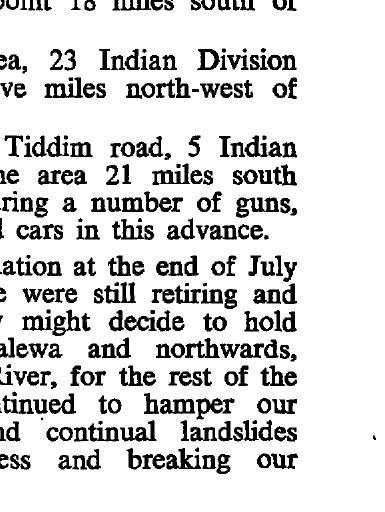 point 18 miles south of
ea, 23 Indian Division
ve miles north-west of
Tiddim road, 5 Indian
ne area 21 miles south
ring a number of guns,
d cars in this advance.
ation at the end of July
e were still retiring and
y might decide to hold
alewa and northwards,
River, for the rest of the
tinued to hamper our
nd continual landslides
ess and breaking our